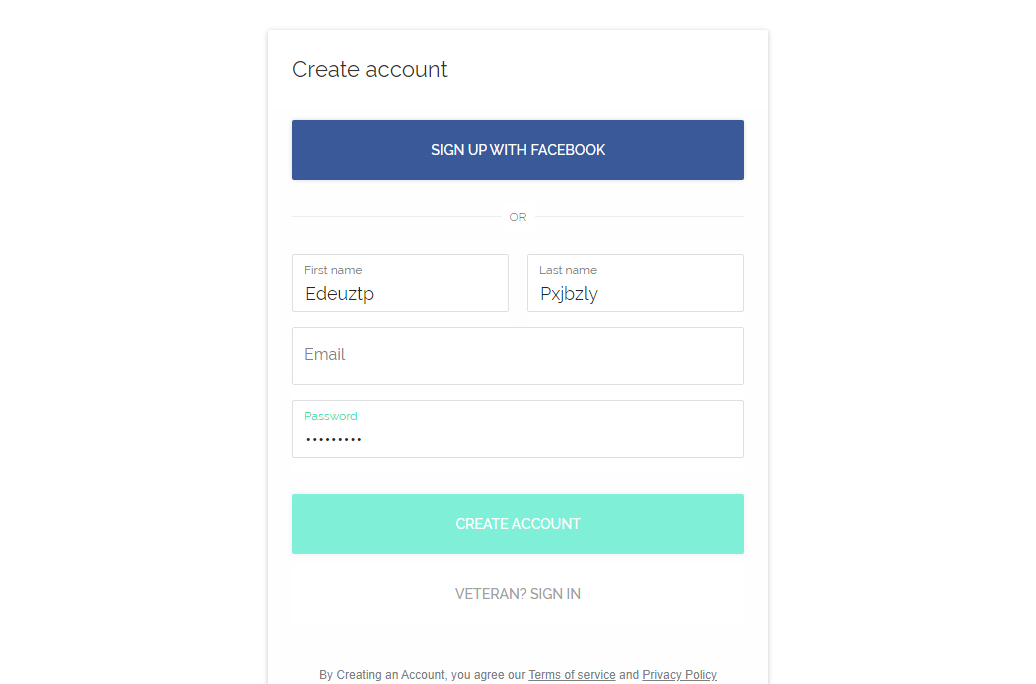 Create account
SIGN UP WITH FACEBOOK
OR
First name
Edeuztp
Last name
Pxjbzly
Email
Password
•••••••••
CREATE ACCOUNT
VETERAN? SIGN IN
By Creating an Account, you agree our Terms of service and Privacy Policy